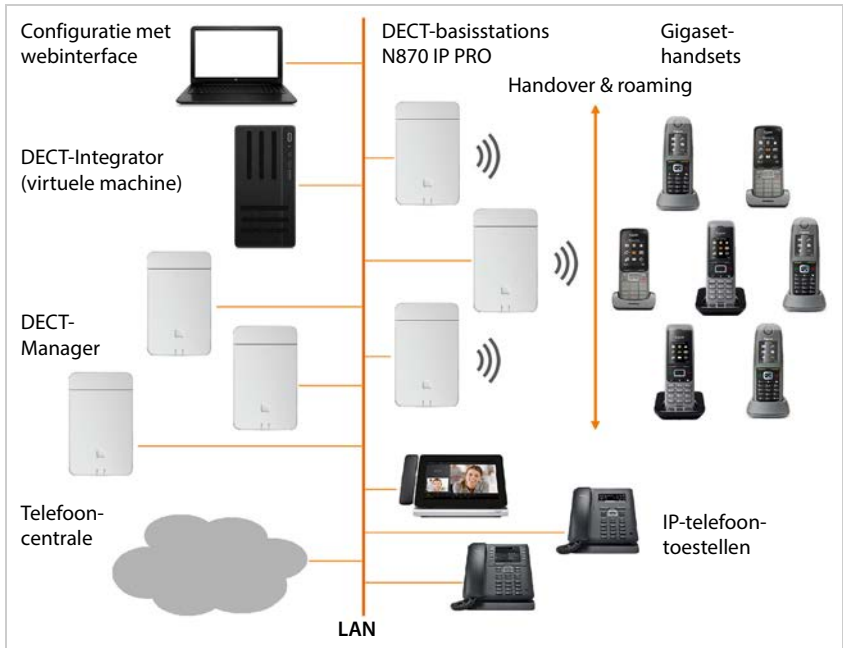 Configuratie met
webinterface
DECT-basisstations
N870 IP PRO
Gigaset-
handsets
Handover & roaming
DECT-Integrator
(virtuele machine)
DECT-
Manager
Telefoon-
centrale
IP-telefoon-
toestellen
LAN